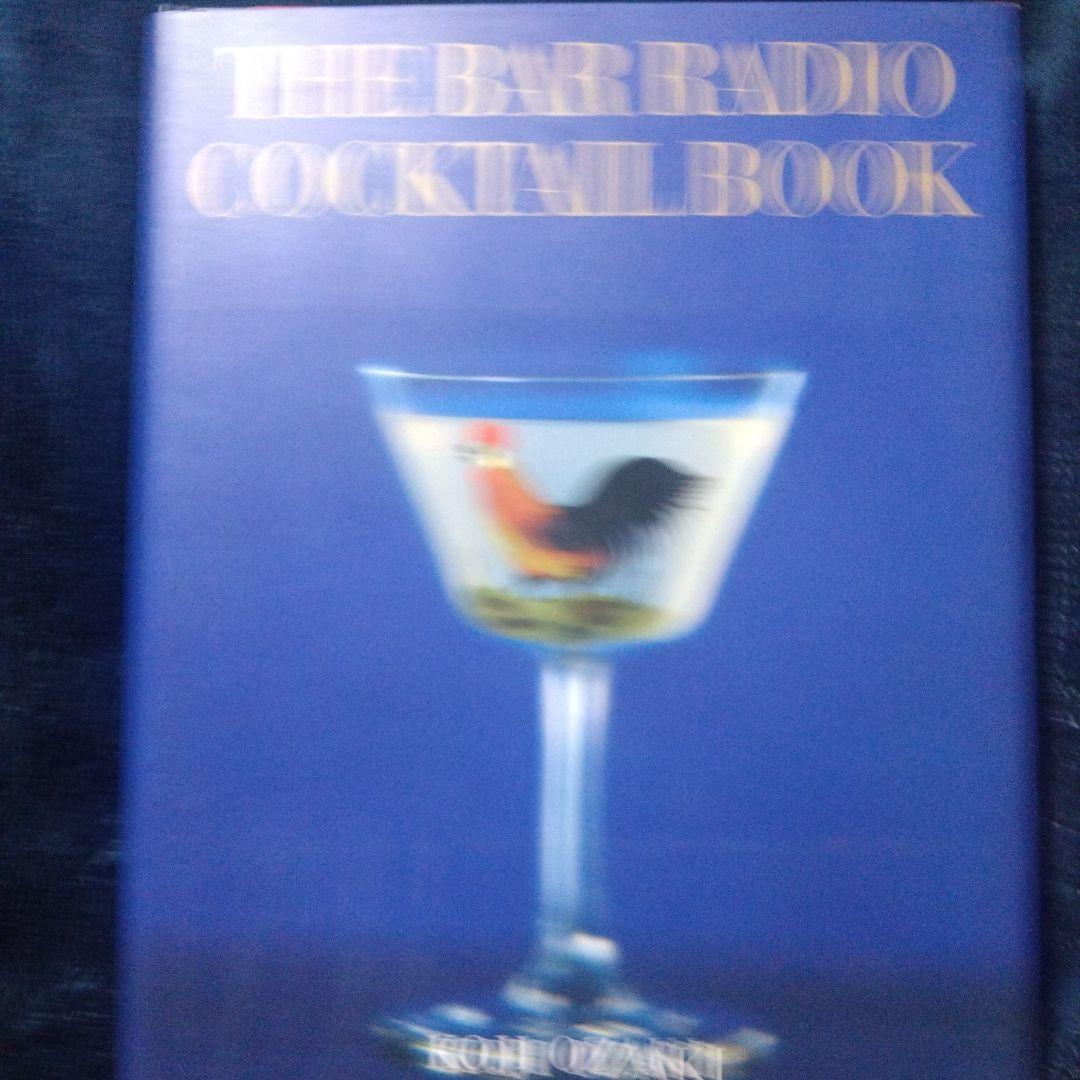 THE BAR RADIO
COCKTAIL BOOK
KOJI OZAKI